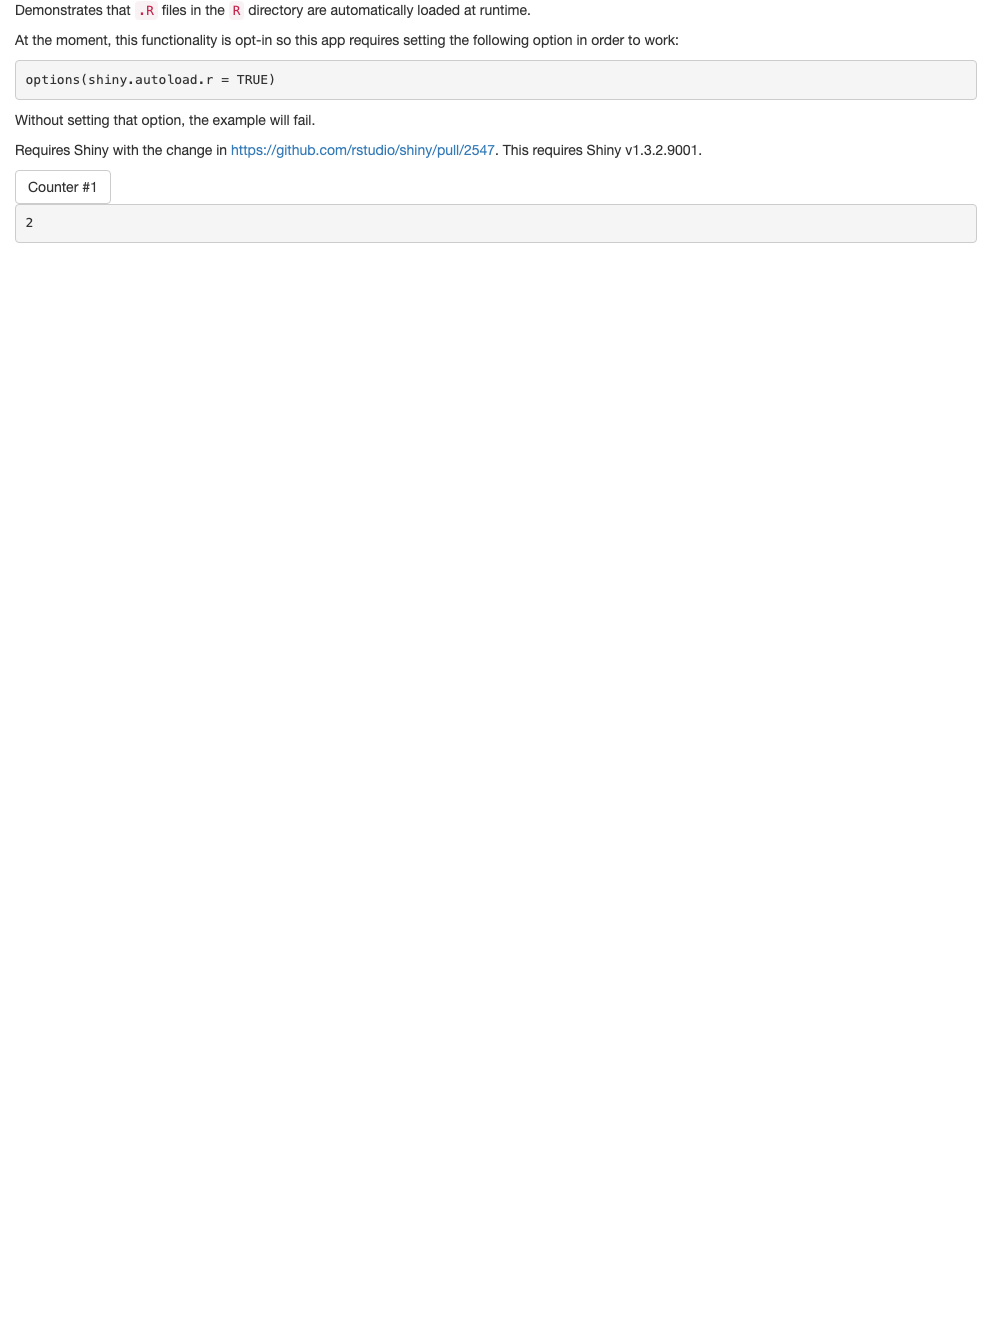 Demonstrates that .R files in the R directory are automatically loaded at runtime.
At the moment, this functionality is opt-in so this app requires setting the following option in order to work:
options(shiny.autoload.r = TRUE)
Without setting that option, the example will fail.
Requires Shiny with the change in https://github.com/rstudio/shiny/pull/2547. This requires Shiny v1.3.2.9001.
Counter #1
2